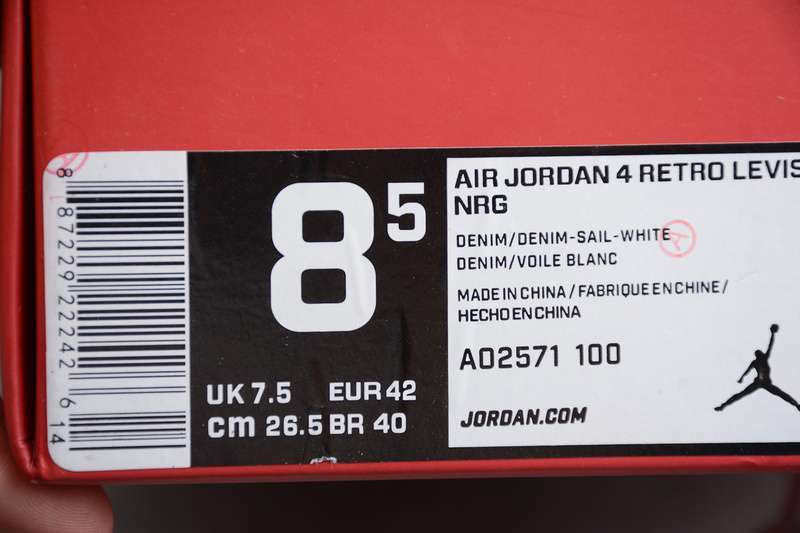 8 87229 22242 6 14
8 5
UK 7.5 EUR 42
cm 26.5 BR 40
AIR JORDAN 4 RETRO LEVIS
NRG
DENIM/DENIM-SAIL-WHITE
DENIM/VOILE BLANC
MADE IN CHINA / FABRIQUE EN CHINE /
HECHO EN CHINA
AO2571 100
JORDAN.COM